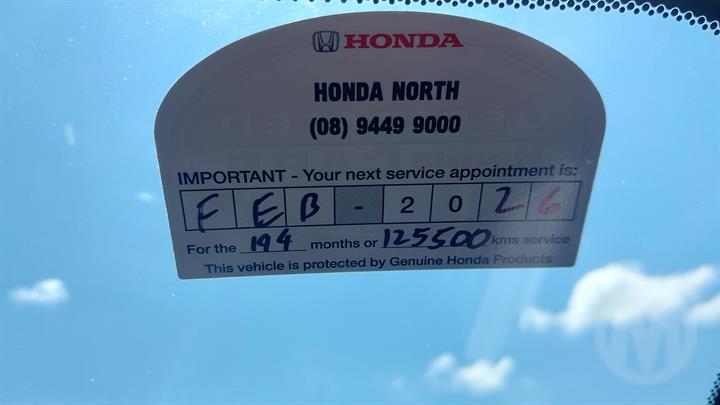 HONDA
HONDA NORTH
(08) 9449 9000
IMPORTANT - Your next service appointment is:
FEB - 2026
For the 194 months or 125500 kms service
This vehicle is protected by Genuine Honda Products